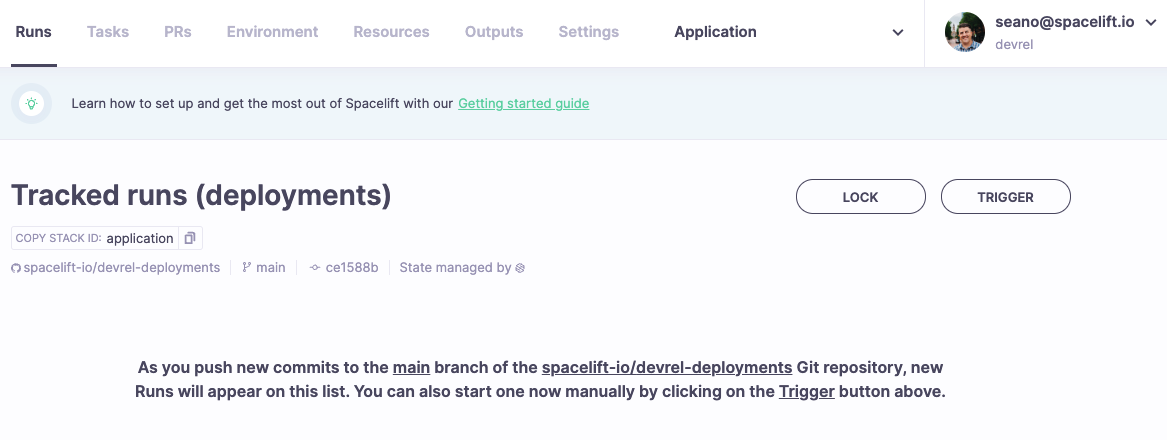 Runs Tasks PRs Environment Resources Outputs Settings Application
seano@spacelift.io
devrel
Learn how to set up and get the most out of Spacelift with our Getting started guide
Tracked runs (deployments)
LOCK TRIGGER
COPY STACK ID: application
spacelift-io/devrel-deployments main ce1588b State managed by
As you push new commits to the main branch of the spacelift-io/devrel-deployments Git repository, new
Runs will appear on this list. You can also start one now manually by clicking on the Trigger button above.